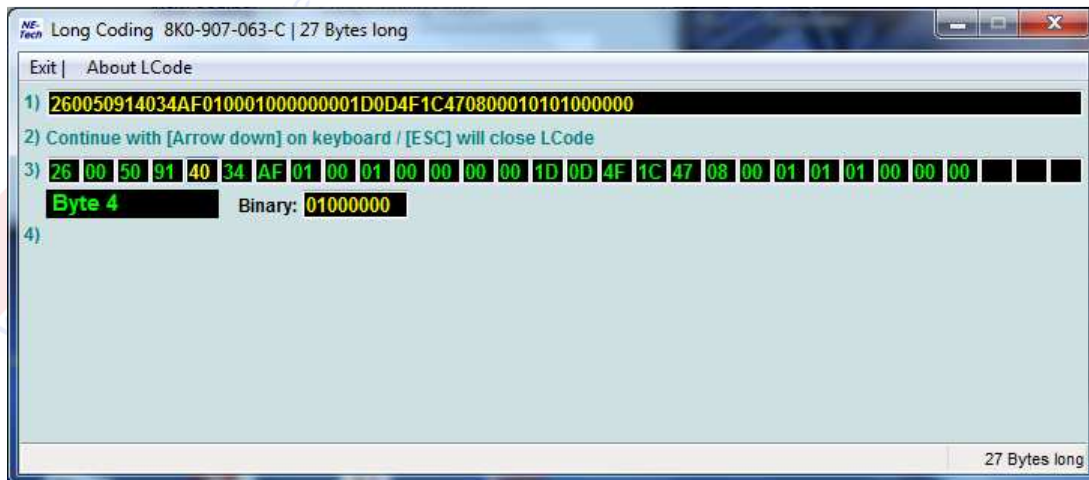 NE-Tech Long Coding 8K0-907-063-C | 27 Bytes long
Exit | About LCode
1) 260050914034AF010001000000001D0D4F1C470800010101000000
2) Continue with [Arrow down] on keyboard / [ESC] will close LCode
3) 26 00 50 91 40 34 AF 01 00 01 00 00 00 00 1D 0D 4F 1C 47 08 00 01 01 01 00 00 00
Byte 4 Binary: 01000000
4)
27 Bytes long